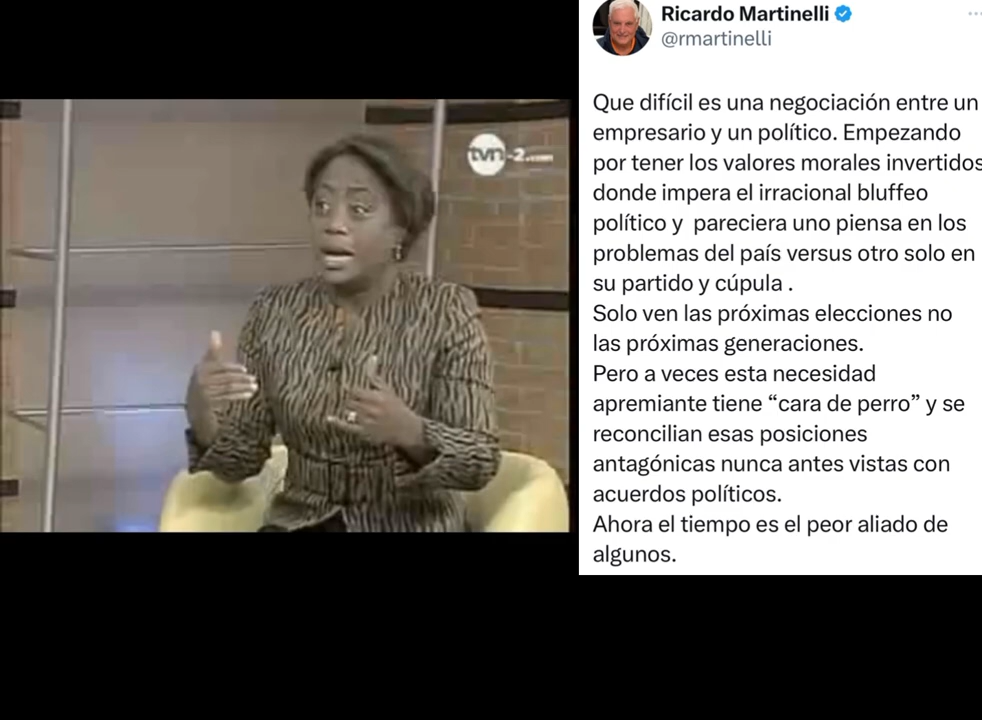 tvn-2.com
Ricardo Martinelli
@rmartinelli
Que difícil es una negociación entre un
empresario y un político. Empezando
por tener los valores morales invertidos
donde impera el irracional bluffeo
político y  pareciera uno piensa en los
problemas del país versus otro solo en
su partido y cúpula .
Solo ven las próximas elecciones no
las próximas generaciones.
Pero a veces esta necesidad
apremiante tiene “cara de perro” y se
reconcilian esas posiciones
antagónicas nunca antes vistas con
acuerdos políticos.
Ahora el tiempo es el peor aliado de
algunos.